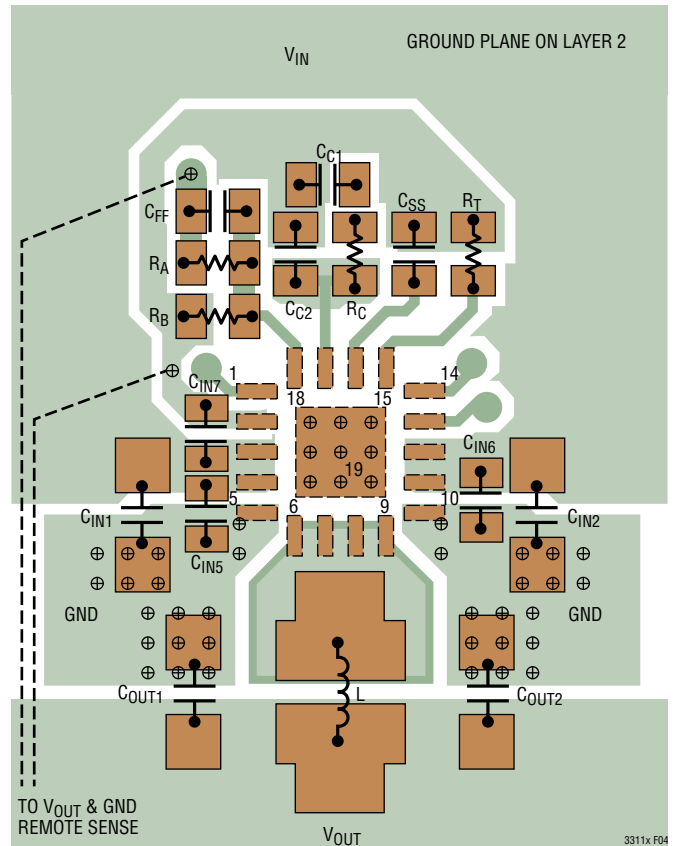 GROUND PLANE ON LAYER 2
VIN
CC1
CFF
CSS
RT
RA
CC2
RC
RB
1
CIN7
18
15
14
CIN6
19
5
6
9
10
CIN1
CIN5
CIN2
GND
GND
COUT1
L
COUT2
TO VOUT & GND
REMOTE SENSE
VOUT
3311x F04